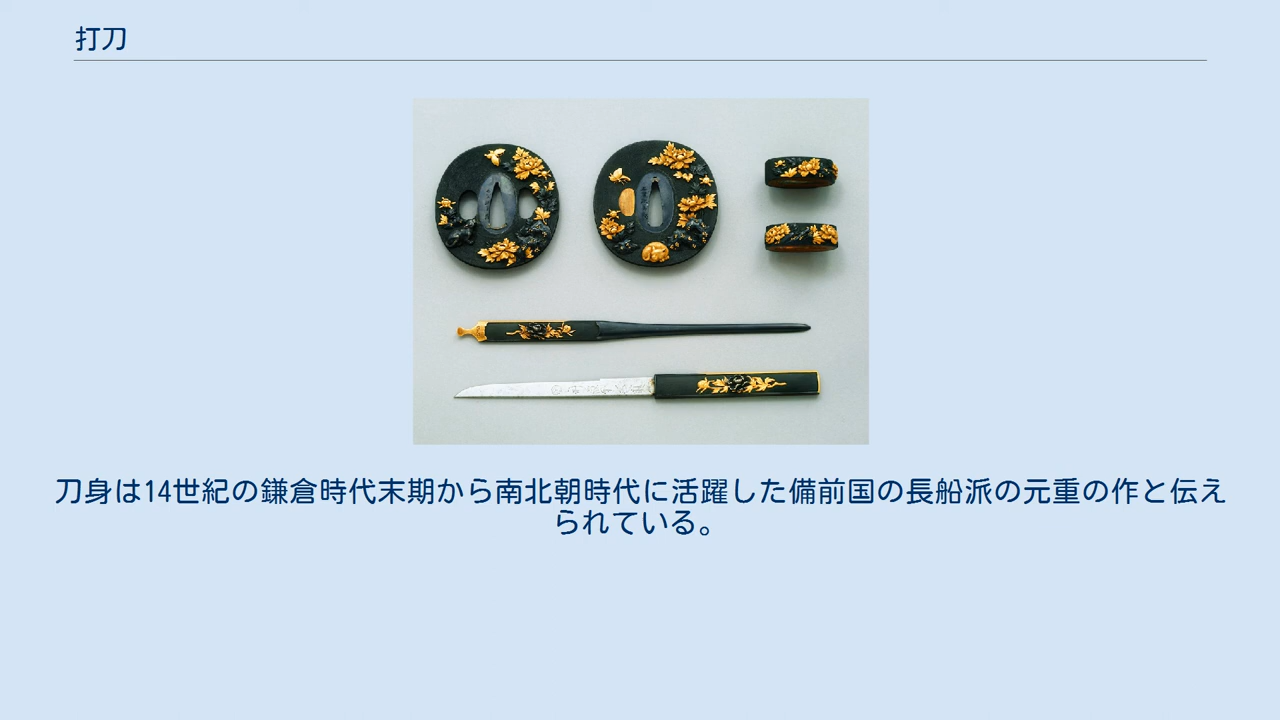 打刀
刀身は14世紀の鎌倉時代末期から南北朝時代に活躍した備前国の長船派の元重の作と伝え
られている。